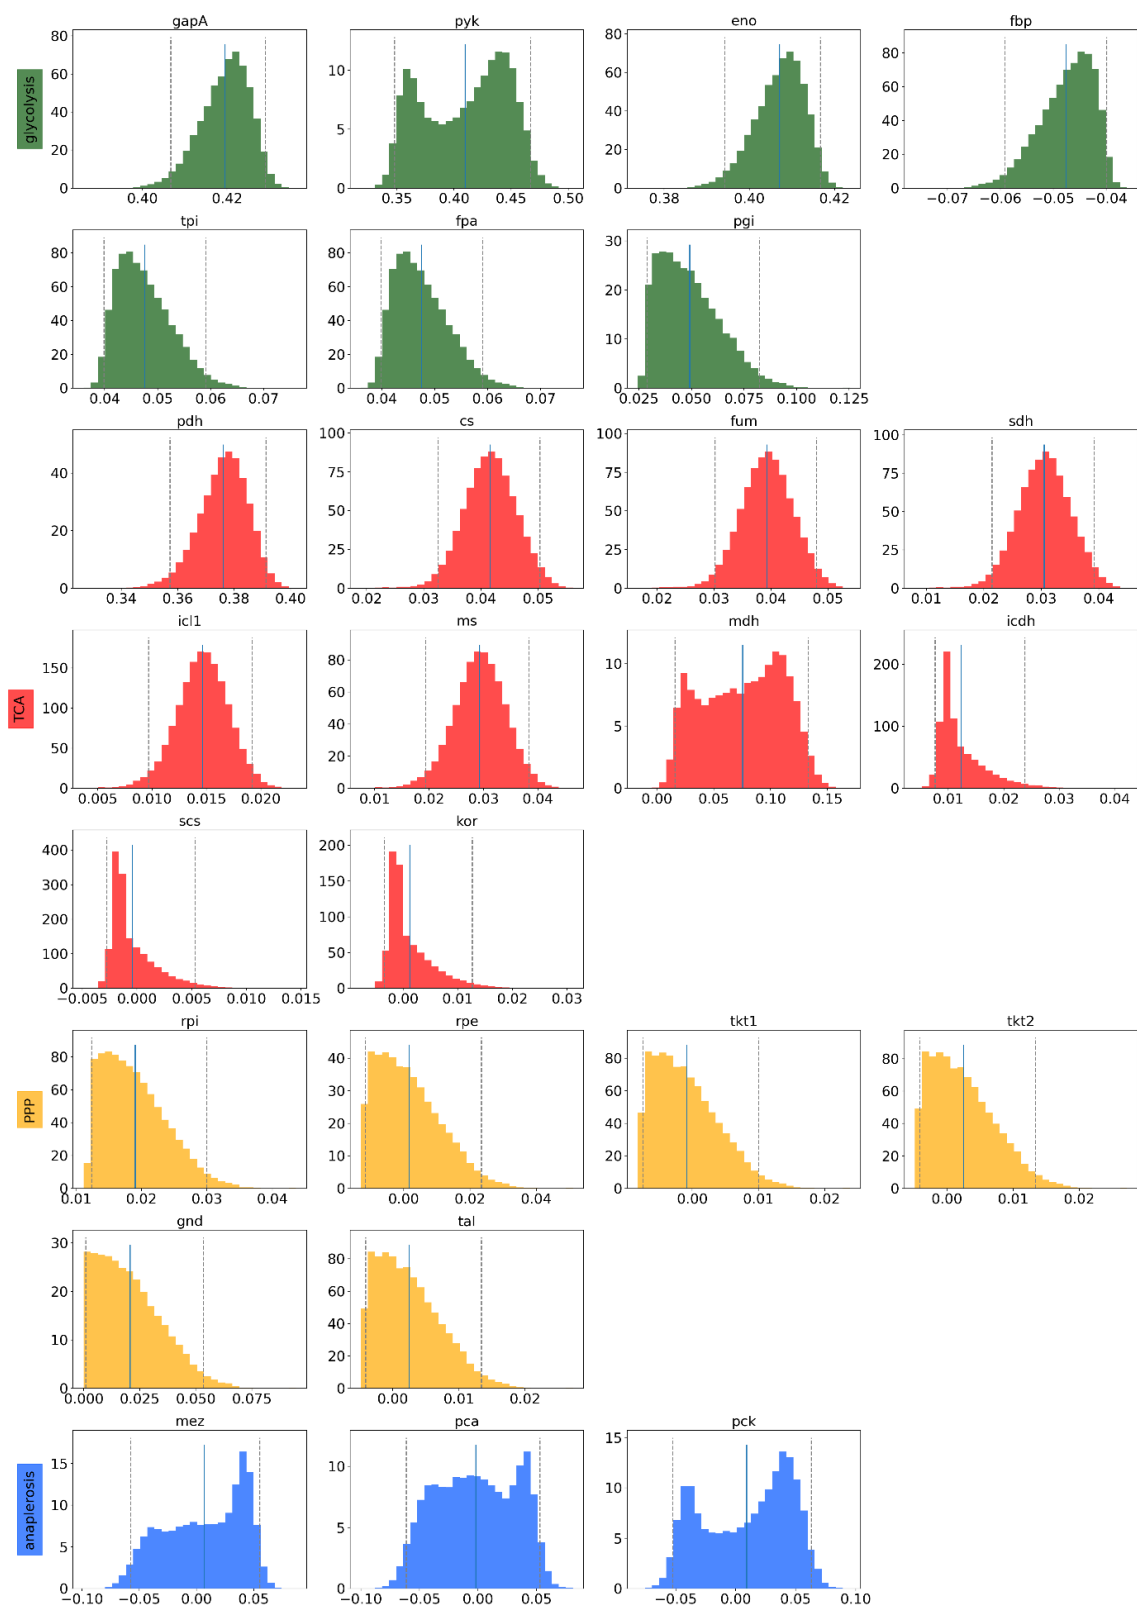 gapA pyk eno fbp
80 60 40 20 0 0.40 0.42
10 5 0 0.35 0.40 0.45 0.50
80 60 40 20 0 0.38 0.40 0.42
80 60 40 20 0 −0.07 −0.06 −0.05 −0.04
glycolysis
tpi fpa pgi
80 60 40 20 0 0.04 0.05 0.06 0.07
80 60 40 20 0 0.04 0.05 0.06 0.07
30 20 10 0 0.025 0.050 0.075 0.100 0.125
pdh cs fum sdh
40 20 0 0.34 0.36 0.38 0.40
100 75 50 25 0 0.02 0.03 0.04 0.05
100 75 50 25 0 0.02 0.03 0.04 0.05
100 75 50 25 0 0.01 0.02 0.03 0.04
icl1 ms mdh icdh
150 100 50 0 0.005 0.010 0.015 0.020
80 60 40 20 0 0.01 0.02 0.03 0.04
10 5 0 0.00 0.05 0.10 0.15
200 100 0 0.01 0.02 0.03 0.04
TCA
scs kor
400 300 200 100 0 −0.005 0.000 0.005 0.010 0.015
200 150 100 50 0 0.00 0.01 0.02 0.03
rpi rpe tkt1 tkt2
80 60 40 20 0 0.01 0.02 0.03 0.04
40 30 20 10 0 0.00 0.02 0.04
80 60 40 20 0 0.00 0.01 0.02
80 60 40 20 0 0.00 0.01 0.02
PPP
gnd tal
30 20 10 0 0.000 0.025 0.050 0.075
80 60 40 20 0 0.00 0.01 0.02
mez pca pck
15 10 5 0 −0.10 −0.05 0.00 0.05
10 5 0 −0.10 −0.05 0.00 0.05
15 10 5 0 −0.05 0.00 0.05 0.10
anaplerosis